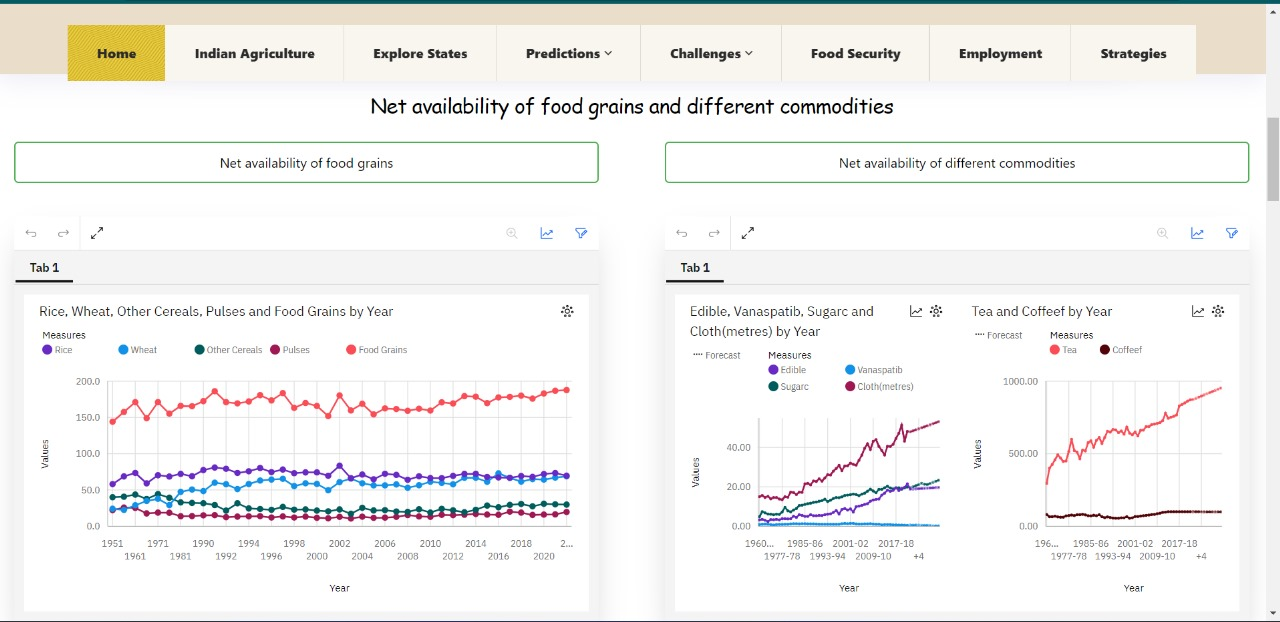 Home Indian Agriculture Explore States Predictions Challenges Food Security Employment Strategies
Net availability of food grains and different commodities
Net availability of food grains
Net availability of different commodities
Tab 1
Rice, Wheat, Other Cereals, Pulses and Food Grains by Year
Measures
Rice Wheat Other Cereals Pulses Food Grains
200.0
150.0
100.0
50.0
0.0
Values
1951 1971 1990 1994 1998 2002 2006 2010 2014 2018 2...
1961 1981 1992 1996 2000 2004 2008 2012 2016 2020
Year
Tab 1
Edible, Vanaspatib, Sugarc and
Cloth(metres) by Year
Forecast
Measures
Edible Vanaspatib
Sugarc Cloth(metres)
40.00
20.00
0.00
Values
1960... 1985-86 2001-02 2017-18
1977-78 1993-94 2009-10 +4
Year
Tea and Coffeef by Year
Forecast
Measures
Tea Coffeef
1000.00
500.00
0.00
Values
196... 1985-86 2001-02 2017-18
1977-78 1993-94 2009-10 +4
Year